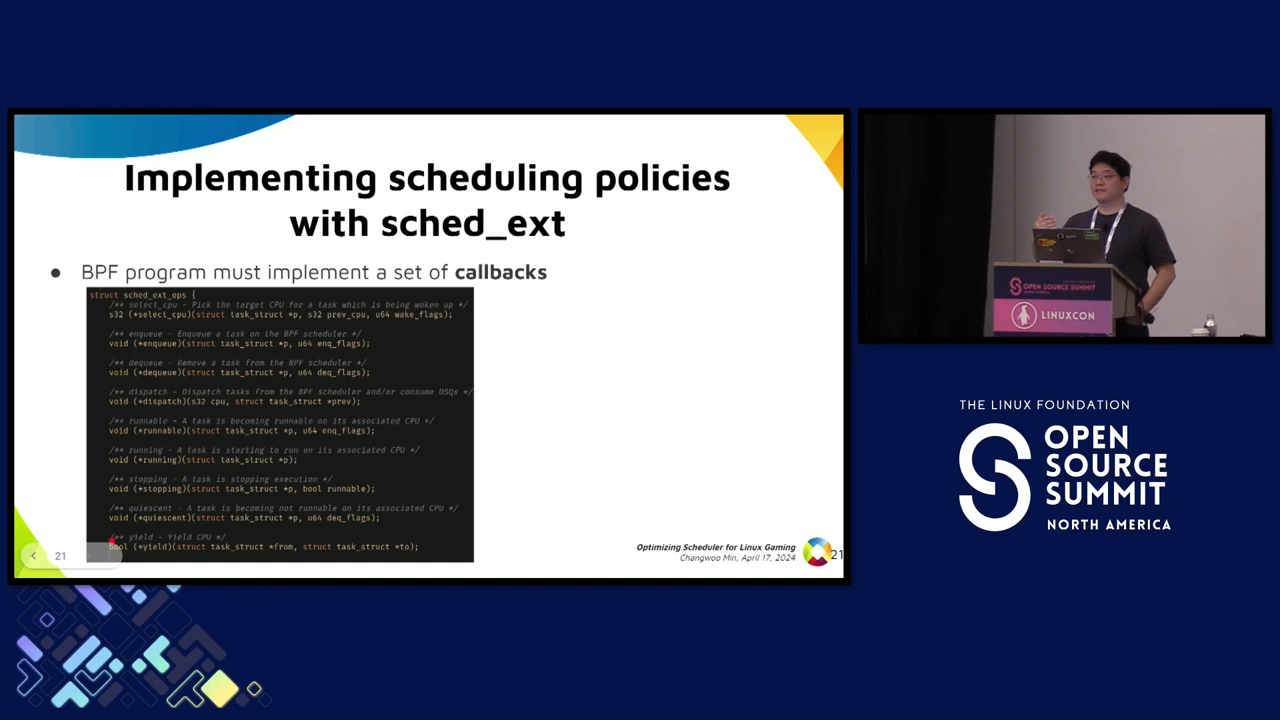 Implementing scheduling policies
with sched_ext
● BPF program must implement a set of callbacks
struct sched_ext_ops {
/** select_cpu - Pick the target CPU for a task which is being woken up */
s32 (*select_cpu)(struct task_struct *p, s32 prev_cpu, u64 wake_flags);
/** enqueue - Enqueue a task on the BPF scheduler */
void (*enqueue)(struct task_struct *p, u64 enq_flags);
/** dequeue - Remove a task from the BPF scheduler */
void (*dequeue)(struct task_struct *p, u64 deq_flags);
/** dispatch - Dispatch tasks from the BPF scheduler and/or consume DSQs */
void (*dispatch)(s32 cpu, struct task_struct *prev);
/** runnable - A task is becoming runnable on its associated CPU */
void (*runnable)(struct task_struct *p, u64 enq_flags);
/** running - A task is starting to run on its associated CPU */
void (*running)(struct task_struct *p);
/** stopping - A task is stopping execution */
void (*stopping)(struct task_struct *p, bool runnable);
/** quiescent - A task is becoming not runnable on its associated CPU */
void (*quiescent)(struct task_struct *p, u64 deq_flags);
/** yield - Yield CPU */
bool (*yield)(struct task_struct *from, struct task_struct *to);
21
Optimizing Scheduler for Linux Gaming
Changwoo Min, April 17, 2024
21
OPEN SOURCE SUMMIT
LINUXCON
THE LINUX FOUNDATION
OPEN
SOURCE
SUMMIT
NORTH AMERICA